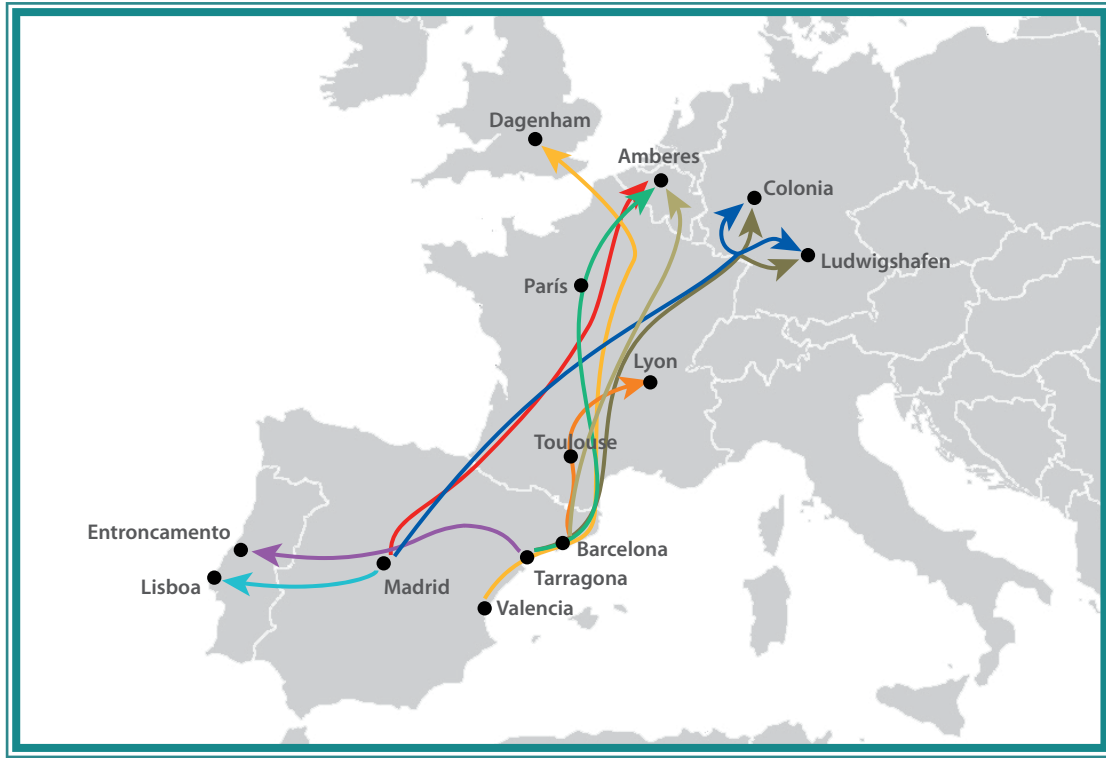 Dagenham
Amberes
Colonia
Ludwigshafen
París
Lyon
Toulouse
Entroncamento
Barcelona
Lisboa
Madrid
Tarragona
Valencia